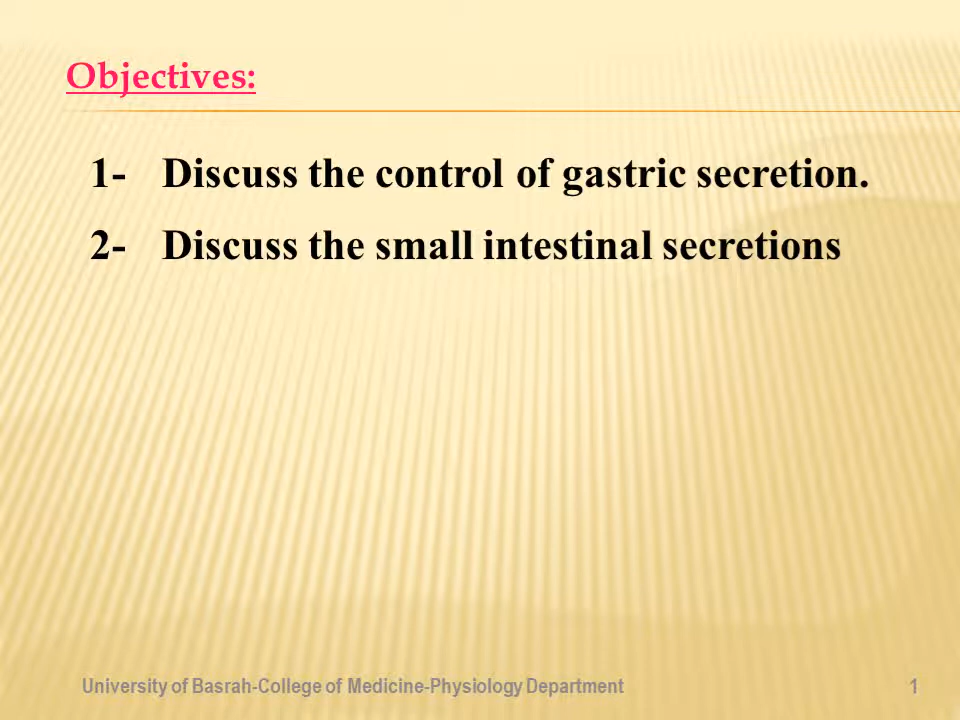 Objectives:
1- Discuss the control of gastric secretion.
2- Discuss the small intestinal secretions
University of Basrah-College of Medicine-Physiology Department 1